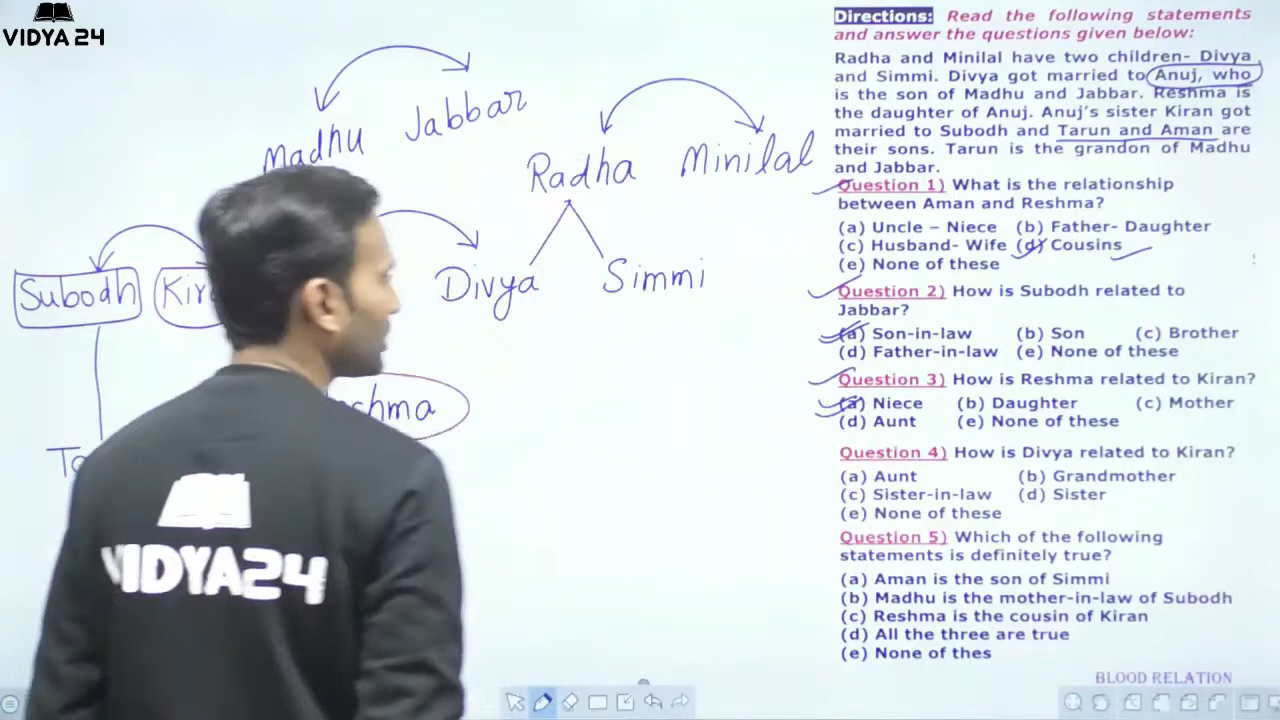 VIDYA 24
Madhu Jabbar
Radha Minilal
Divya Simmi
Subodh
VIDYA24
Directions: Read the following statements
and answer the questions given below:
Radha and Minilal have two children- Divya
and Simmi. Divya got married to Anuj, who
is the son of Madhu and Jabbar. Reshma is
the daughter of Anuj. Anuj's sister Kiran got
married to Subodh and Tarun and Aman are
their sons. Tarun is the grandon of Madhu
and Jabbar.
Question 1) What is the relationship
between Aman and Reshma?
(a) Uncle – Niece (b) Father- Daughter
(c) Husband- Wife (d) Cousins
(e) None of these
Question 2) How is Subodh related to
Jabbar?
(a) Son-in-law (b) Son (c) Brother
(d) Father-in-law (e) None of these
Question 3) How is Reshma related to Kiran?
(a) Niece (b) Daughter (c) Mother
(d) Aunt (e) None of these
Question 4) How is Divya related to Kiran?
(a) Aunt (b) Grandmother
(c) Sister-in-law (d) Sister
(e) None of these
Question 5) Which of the following
statements is definitely true?
(a) Aman is the son of Simmi
(b) Madhu is the mother-in-law of Subodh
(c) Reshma is the cousin of Kiran
(d) All the three are true
(e) None of thes
BLOOD RELATION